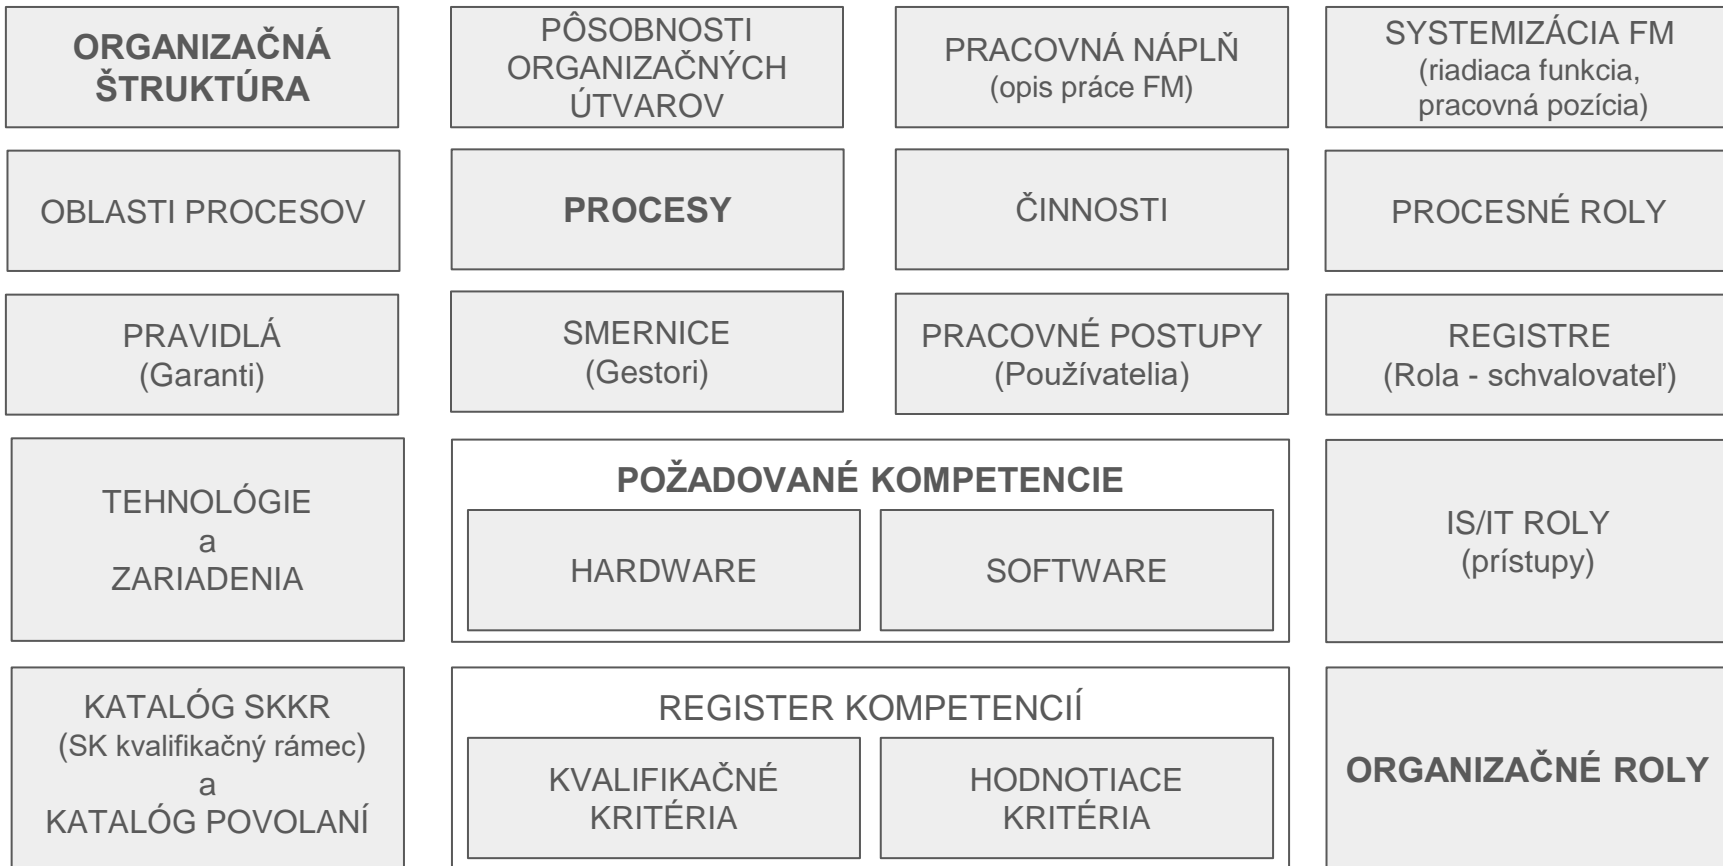 ORGANIZAČNÁ
ŠTRUKTÚRA
PÔSOBNOSTI
ORGANIZAČNÝCH
ÚTVAROV
PRACOVNÁ NÁPLŇ
(opis práce FM)
SYSTEMIZÁCIA FM
(riadiaca funkcia,
pracovná pozícia)
OBLASTI PROCESOV
PROCESY
ČINNOSTI
PROCESNÉ ROLY
PRAVIDLÁ
(Garanti)
SMERNICE
(Gestori)
PRACOVNÉ POSTUPY
(Používatelia)
REGISTRE
(Rola - schvalovateľ)
TEHNOLÓGIE
a
ZARIADENIA
POŽADOVANÉ KOMPETENCIE
HARDWARE
SOFTWARE
IS/IT ROLY
(prístupy)
KATALÓG SKKR
(SK kvalifikačný rámec)
a
KATALÓG POVOLANÍ
REGISTER KOMPETENCIÍ
KVALIFIKAČNÉ
KRITÉRIA
HODNOTIACE
KRITÉRIA
ORGANIZAČNÉ ROLY